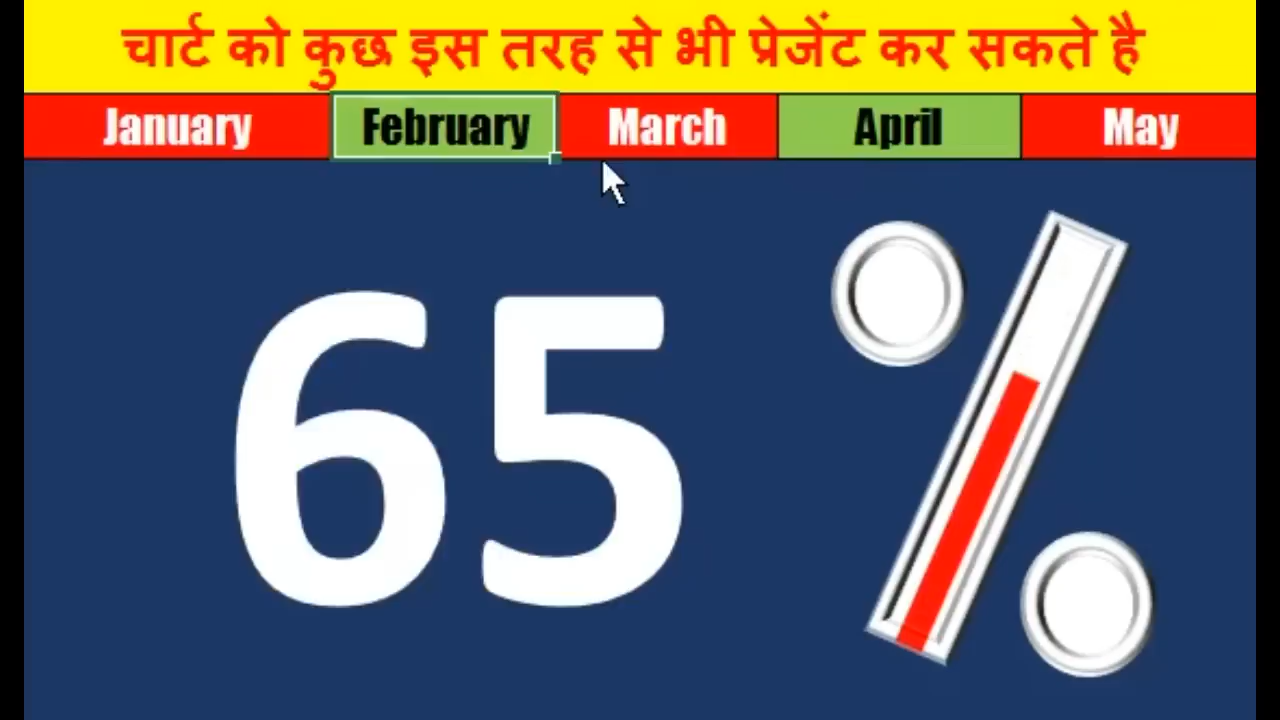 चार्ट को कुछ इस तरह से भी प्रेजेंट कर सकते है
January February March April May
65 %